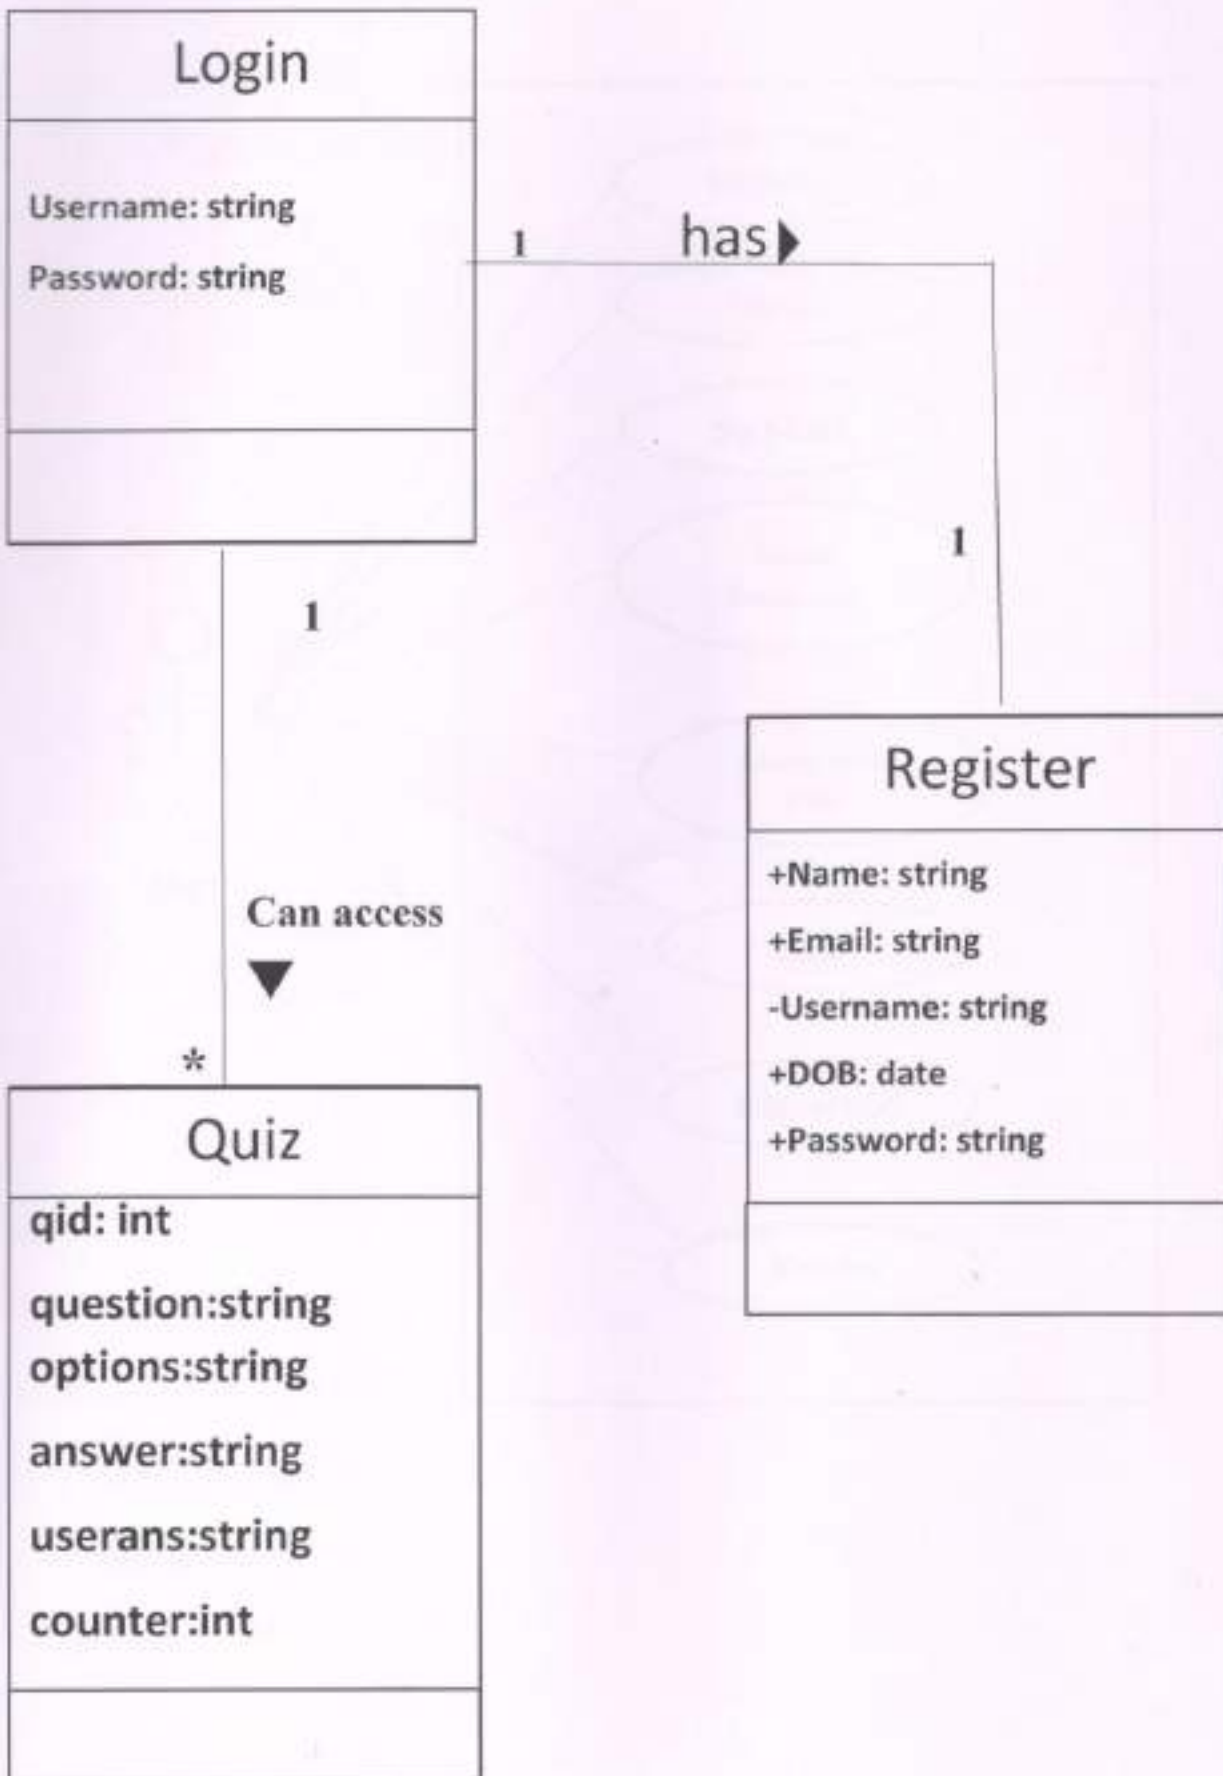 Login
Username: string
Password: string
1
has
1
1
Can access
*
Register
+Name: string
+Email: string
-Username: string
+DOB: date
+Password: string
Quiz
qid: int
question:string
options:string
answer:string
userans:string
counter:int